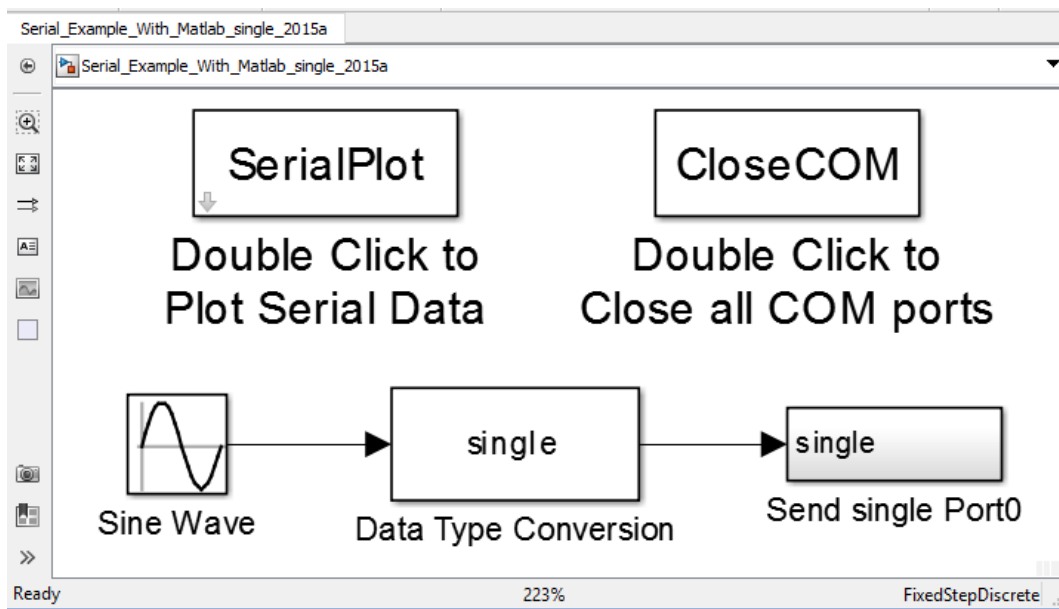 Serial_Example_With_Matlab_single_2015a
Serial_Example_With_Matlab_single_2015a
SerialPlot
CloseCOM
Double Click to
Plot Serial Data
Double Click to
Close all COM ports
single
single
Sine Wave
Data Type Conversion
Send single Port0
Ready
223%
FixedStepDiscrete